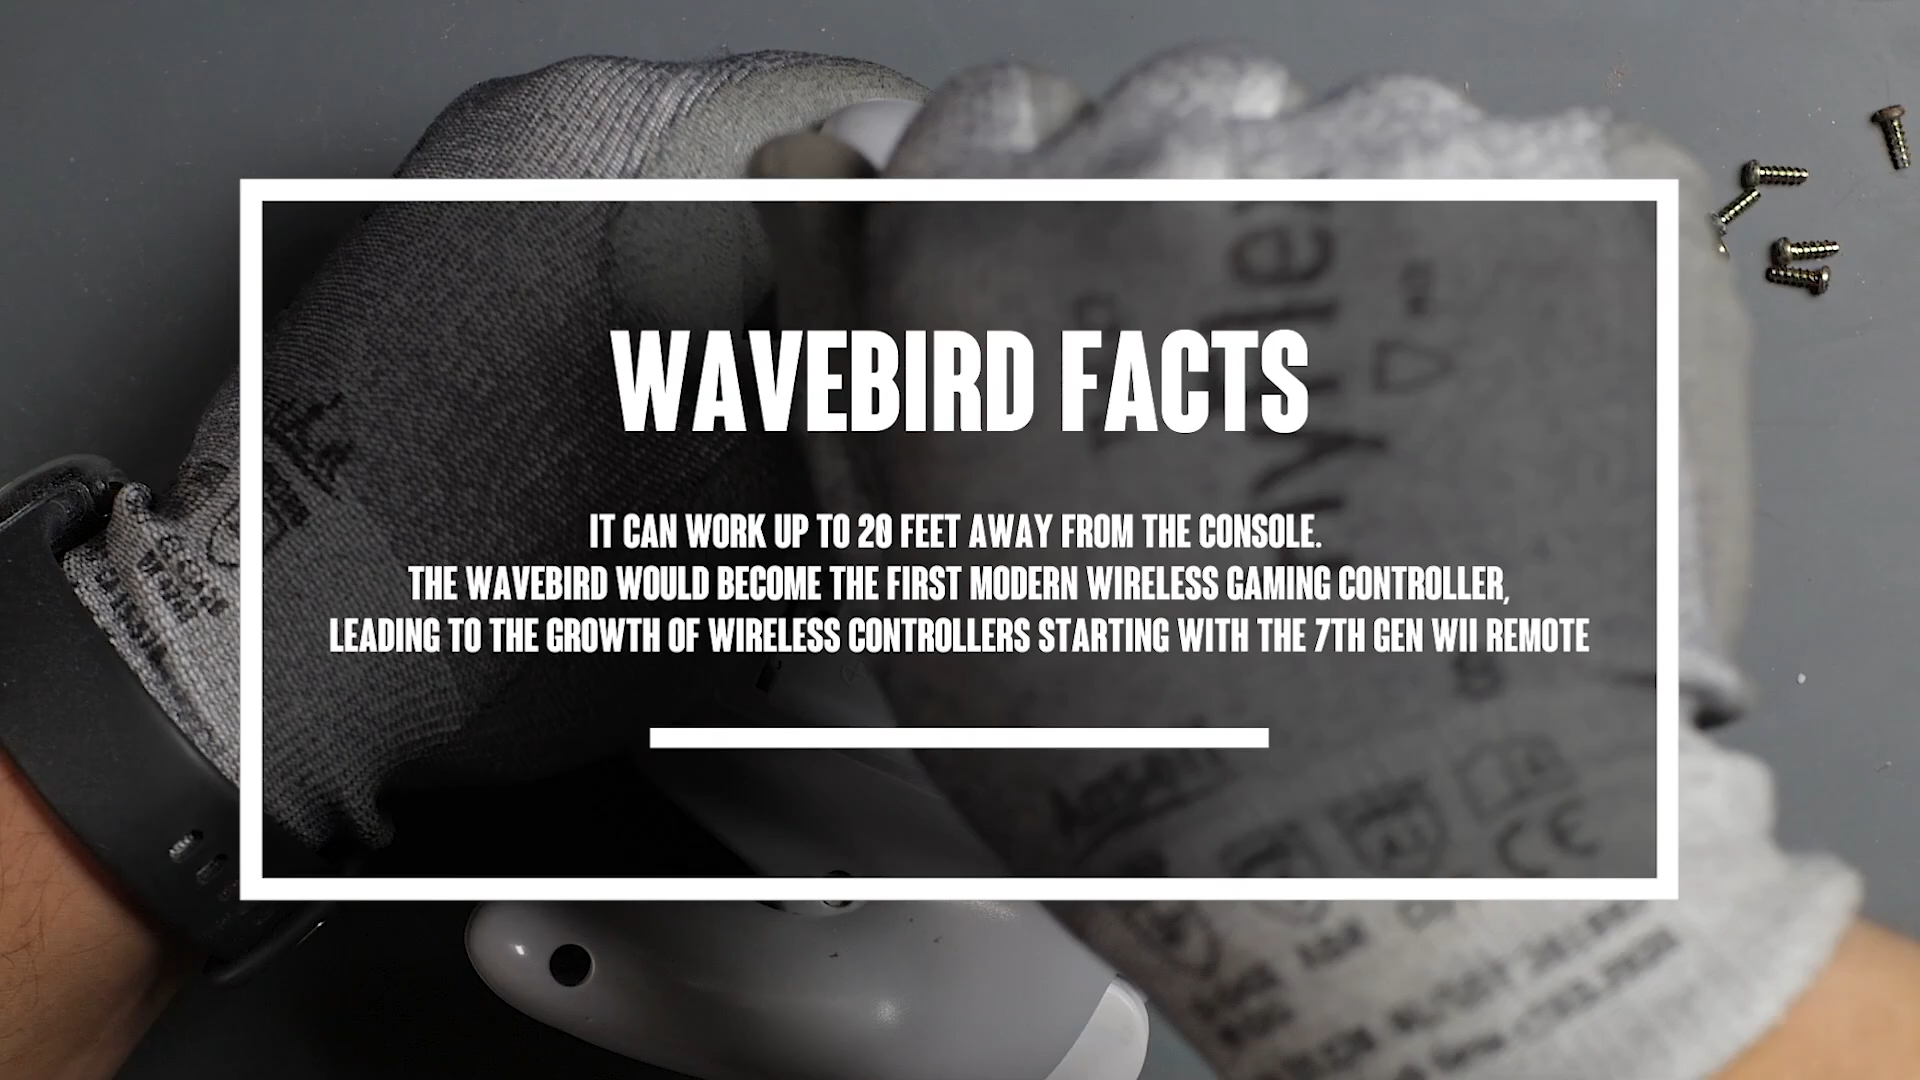 WAVEBIRD FACTS
IT CAN WORK UP TO 20 FEET AWAY FROM THE CONSOLE.
THE WAVEBIRD WOULD BECOME THE FIRST MODERN WIRELESS GAMING CONTROLLER,
LEADING TO THE GROWTH OF WIRELESS CONTROLLERS STARTING WITH THE 7TH GEN WII REMOTE
CE